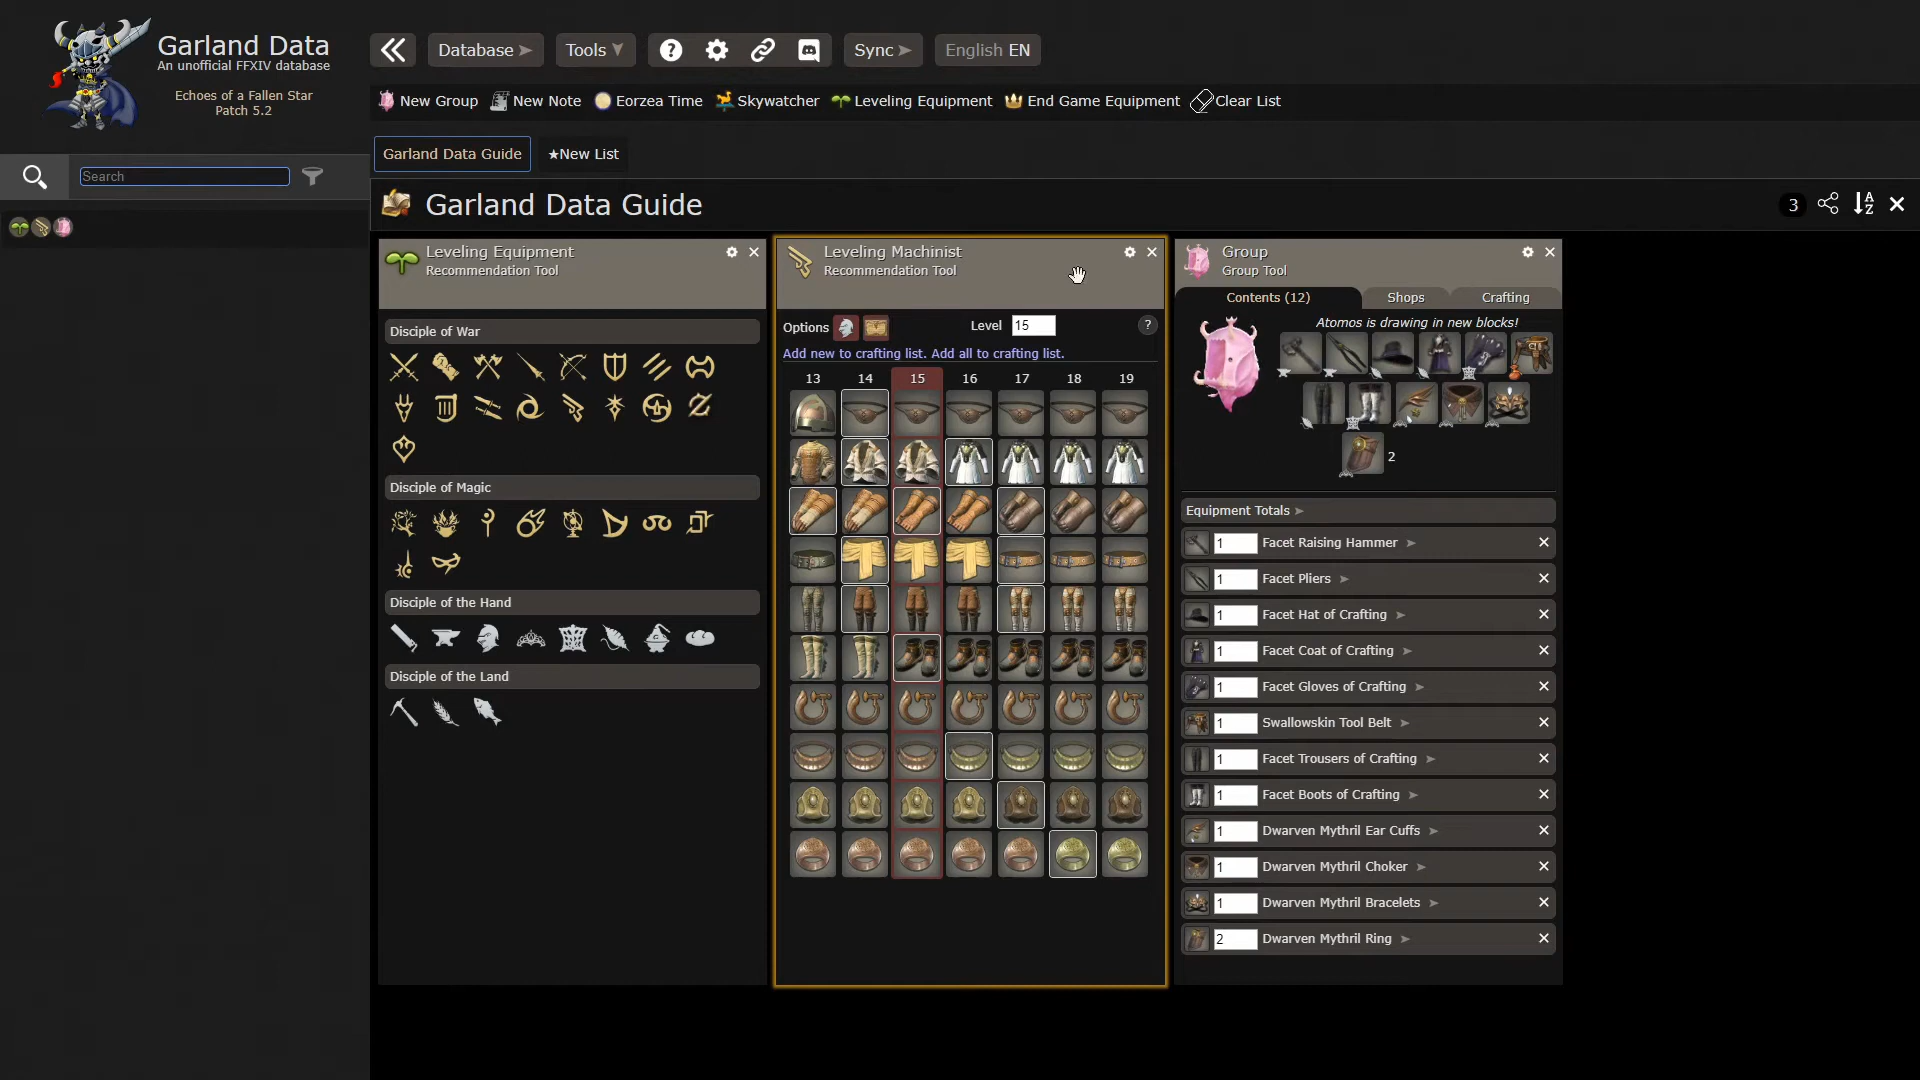 Garland Data
An unofficial FFXIV database
Echoes of a Fallen Star
Patch 5.2
Database
Tools
?
Sync
English EN
New Group
New Note
Eorzea Time
Skywatcher
Leveling Equipment
End Game Equipment
Clear List
Search
Garland Data Guide
★New List
Garland Data Guide
3
Leveling Equipment
Recommendation Tool
Disciple of War
Disciple of Magic
Disciple of the Hand
Disciple of the Land
Leveling Machinist
Recommendation Tool
Options
Level 15
?
Add new to crafting list. Add all to crafting list.
13 14 15 16 17 18 19
Group
Group Tool
Contents (12)
Shops
Crafting
Atomos is drawing in new blocks!
2
Equipment Totals
1 Facet Raising Hammer
1 Facet Pliers
1 Facet Hat of Crafting
1 Facet Coat of Crafting
1 Facet Gloves of Crafting
1 Swallowskin Tool Belt
1 Facet Trousers of Crafting
1 Facet Boots of Crafting
1 Dwarven Mythril Ear Cuffs
1 Dwarven Mythril Choker
1 Dwarven Mythril Bracelets
2 Dwarven Mythril Ring